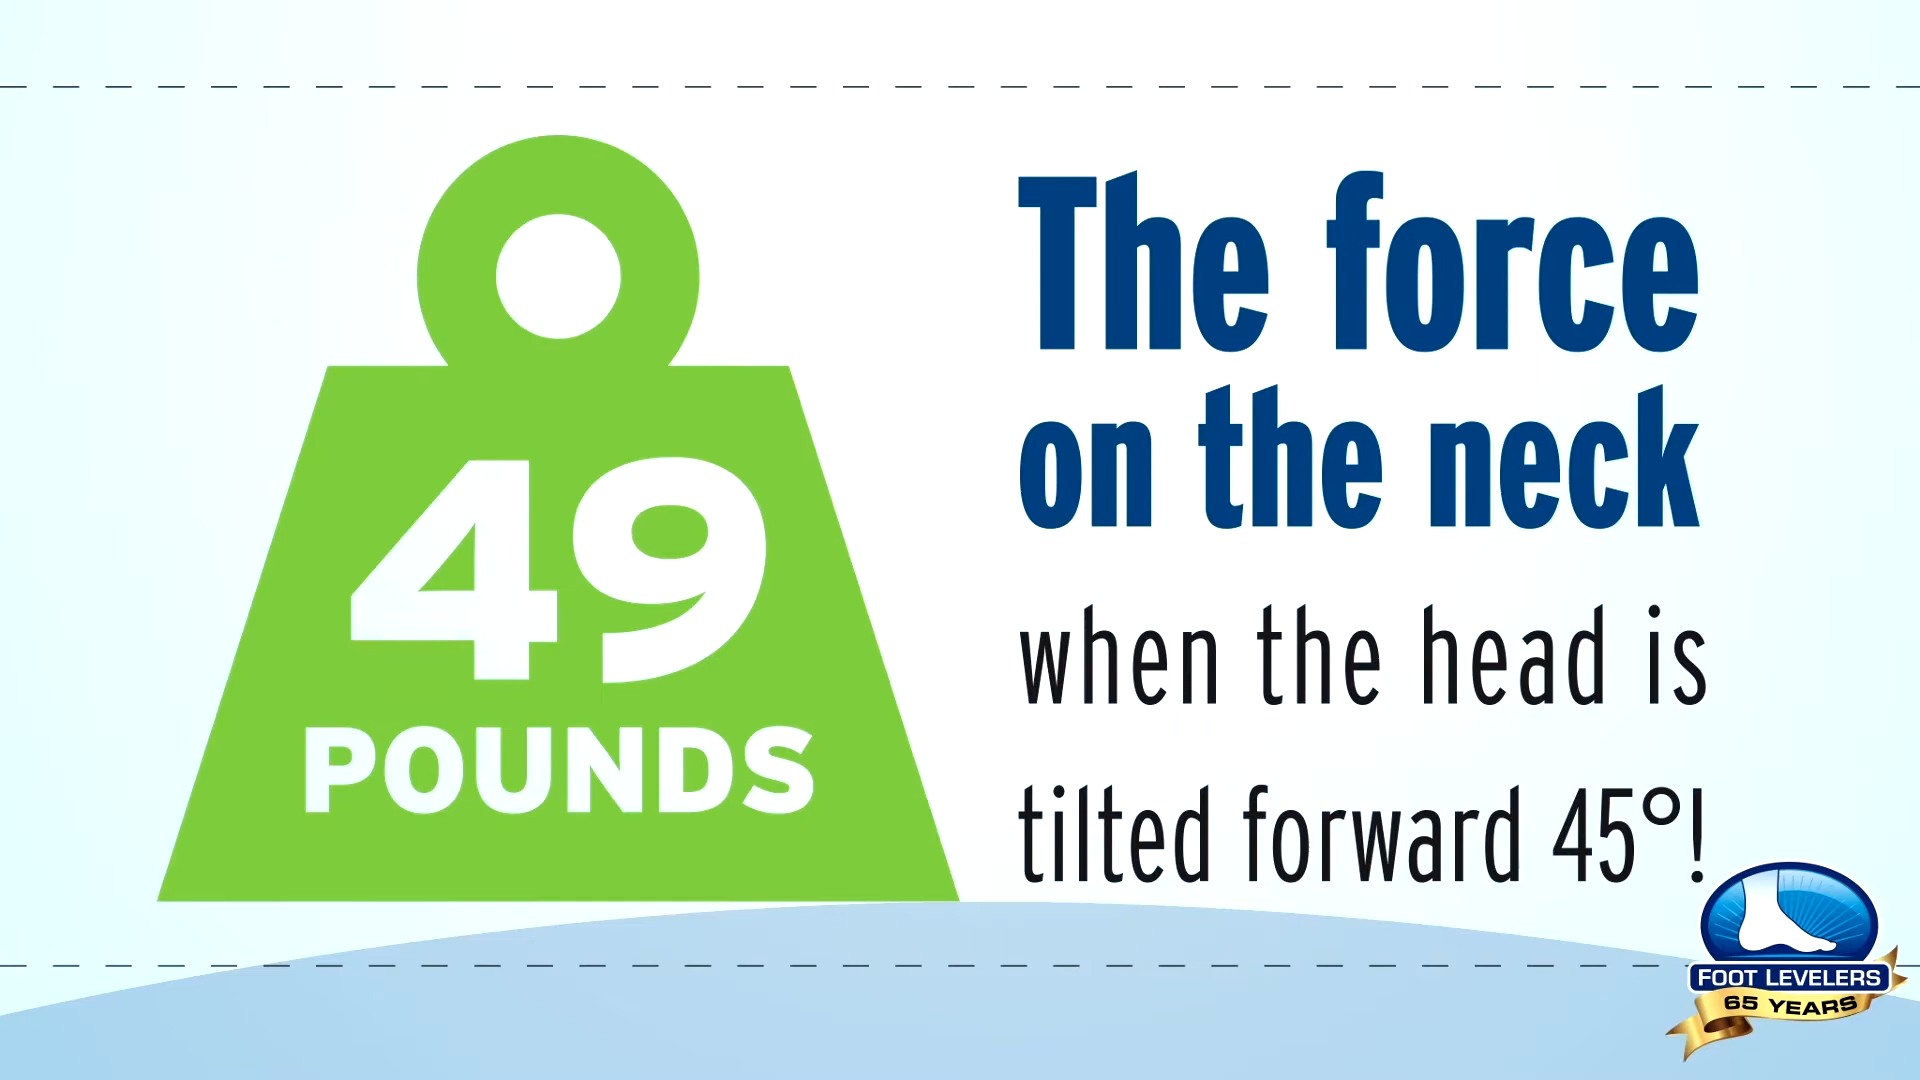 49
POUNDS
The force
on the neck
when the head is
tilted forward 45°!
FOOT LEVELERS
65 YEARS